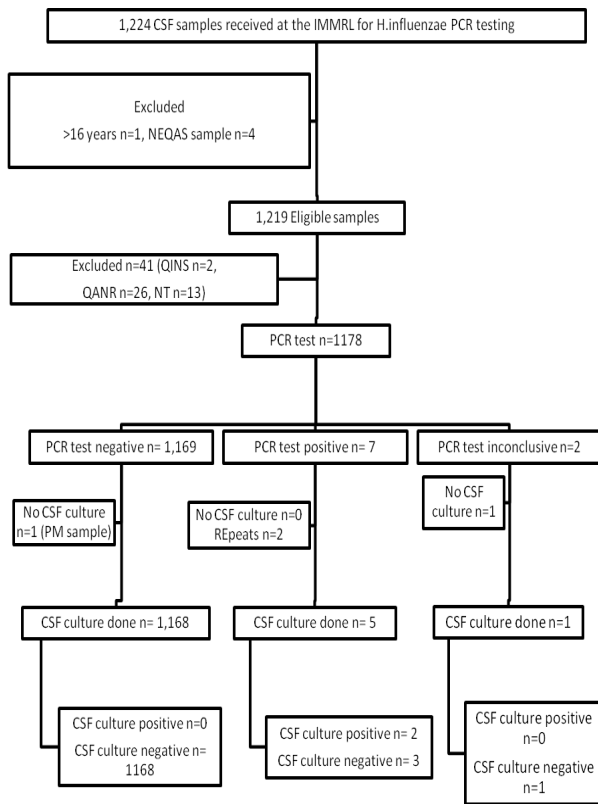 1,224 CSF samples received at the IMMRL for H.influenzae PCR testing
Excluded
>16 years n=1, NEQAS sample n=4
1,219 Eligible samples
Excluded n=41 (QINS n=2,
QANR n=26, NT n=13)
PCR test n=1178
PCR test negative n= 1,169
PCR test positive n= 7
PCR test inconclusive n=2
No CSF culture
n=1 (PM sample)
No CSF culture n=0
REpeats n=2
No CSF
culture n=1
CSF culture done n= 1,168
CSF culture done n= 5
CSF culture done n=1
CSF culture positive n=0
CSF culture negative n=
1168
CSF culture positive n= 2
CSF culture negative n= 3
CSF culture positive
n=0
CSF culture negative
n=1